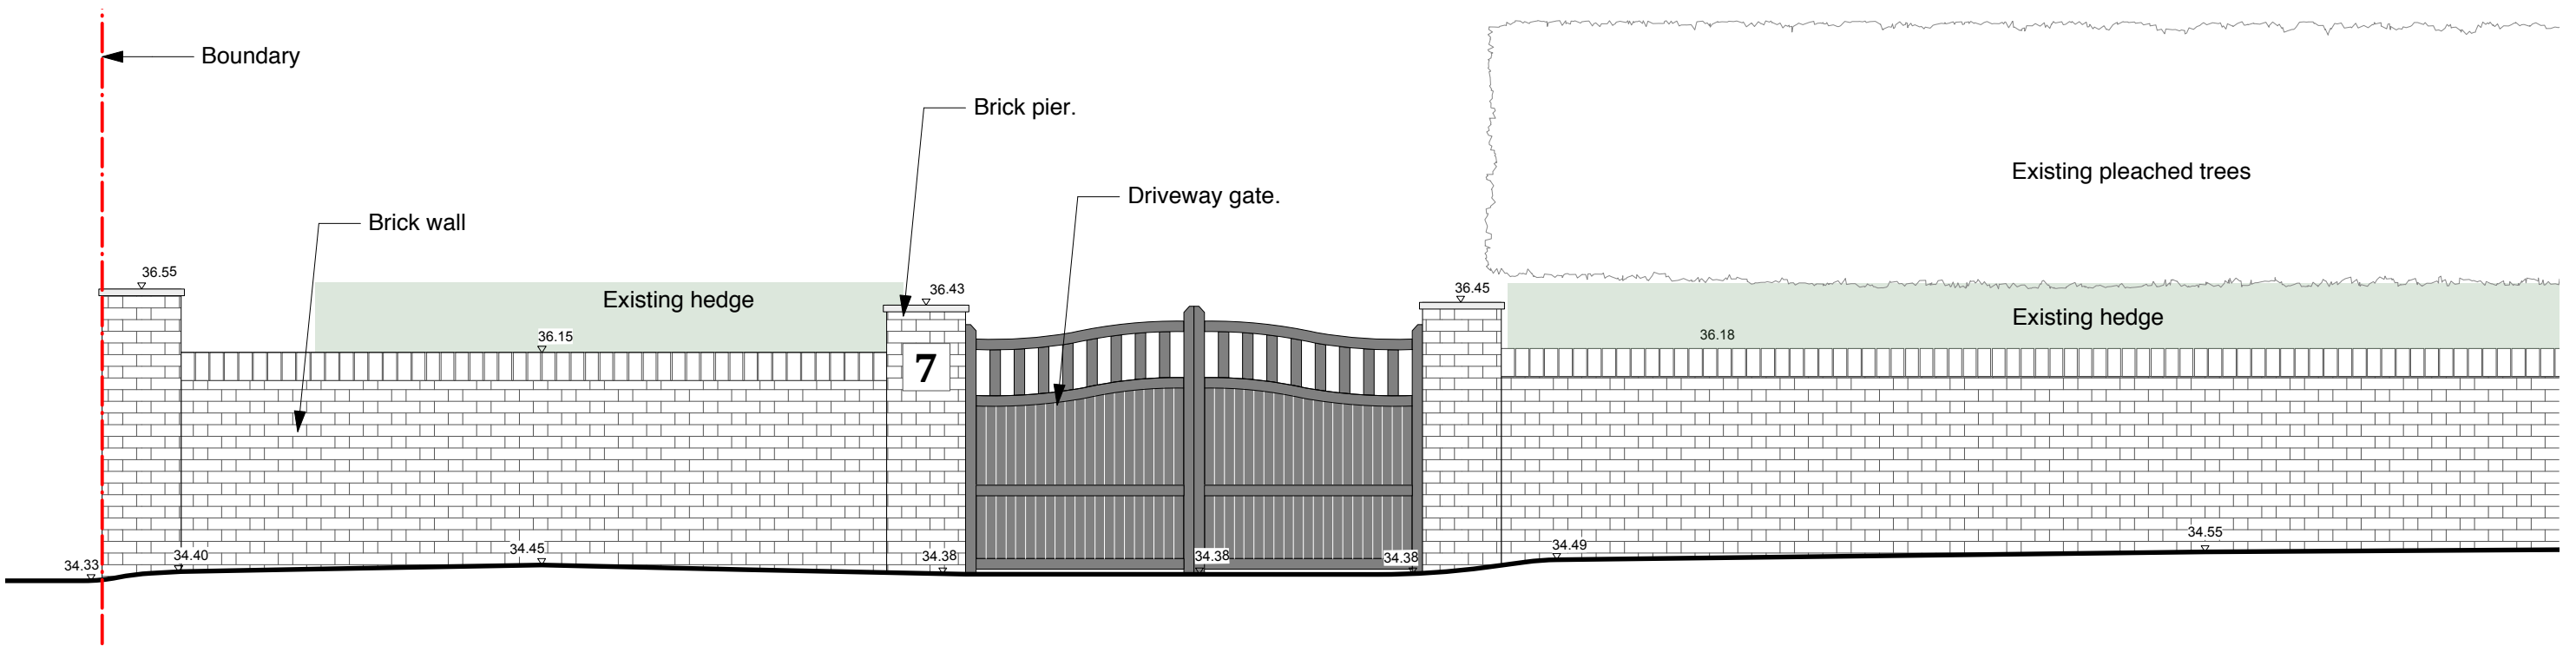 Boundary
Brick pier.
Existing pleached trees
Driveway gate.
Brick wall
36.55
36.43
36.45
Existing hedge
Existing hedge
36.15
36.18
7
34.33
34.40
34.45
34.38
34.38
34.38
34.49
34.55